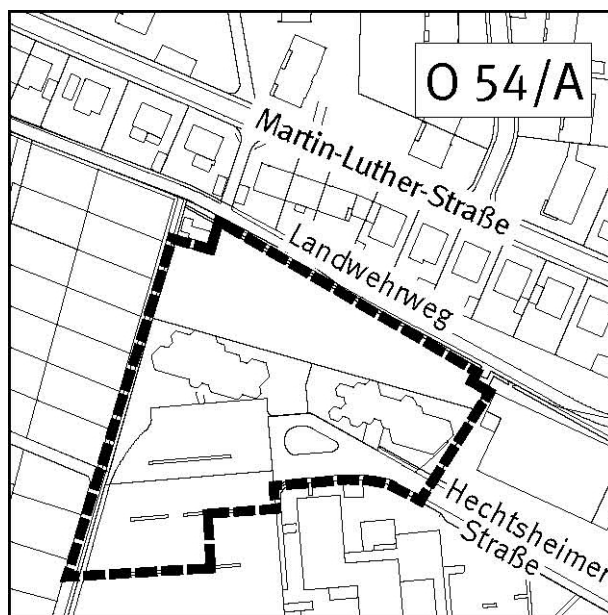 O 54/A
Martin-Luther-Straße
Landwehrweg
Hechtsheimer
Straße